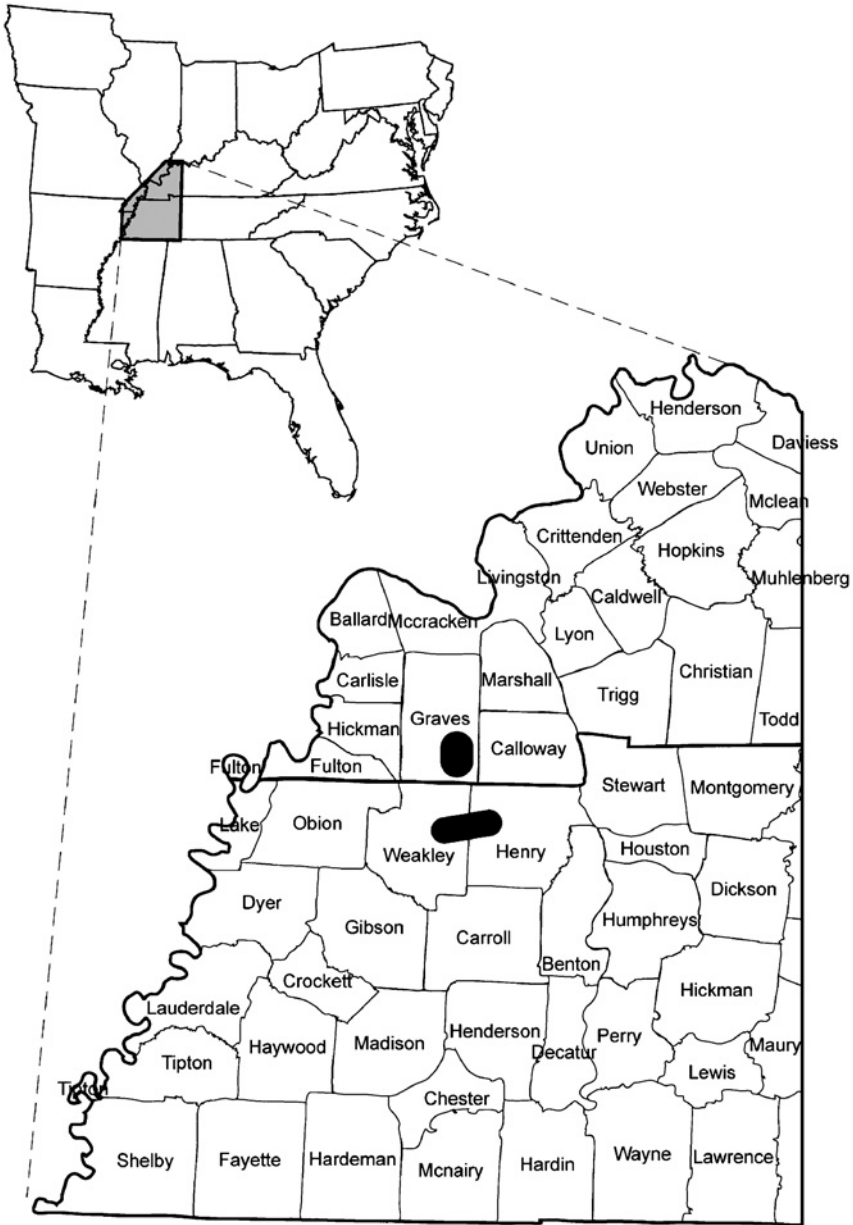 Henderson
Daviess
Union
Webster
Mclean
Crittenden
Hopkins
Livingston
Muhlenberg
Caldwell
Ballard
Mccracken
Lyon
Christian
Carlisle
Marshall
Trigg
Graves
Todd
Hickman
Calloway
Fulton
Fulton
Stewart
Montgomery
Lake
Obion
Weakley
Henry
Houston
Dickson
Dyer
Gibson
Humphreys
Carroll
Benton
Crockett
Hickman
Lauderdale
Henderson
Perry
Madison
Haywood
Decatur
Maury
Tipton
Lewis
Tipton
Chester
Shelby
Fayette
Hardeman
Mcnairy
Hardin
Wayne
Lawrence